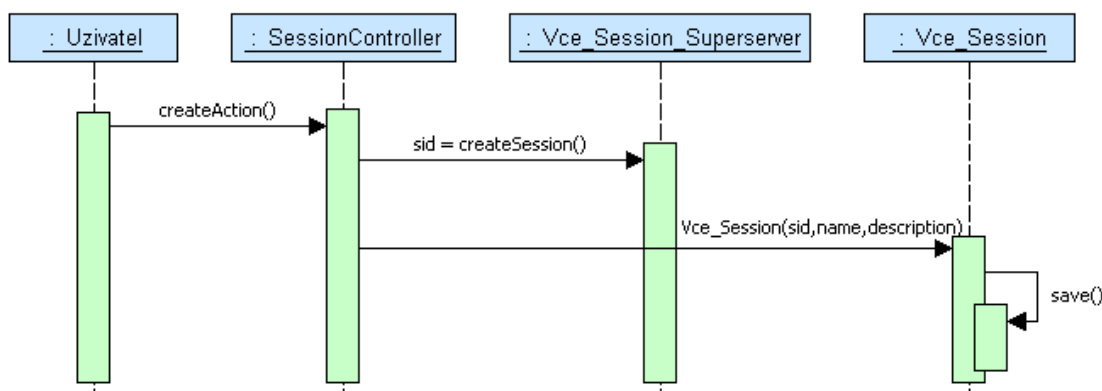 : Uzivatel
: SessionController
: Vce_Session_Superserver
: Vce_Session
createAction()
sid = createSession()
Vce_Session(sid,name,description)
save()